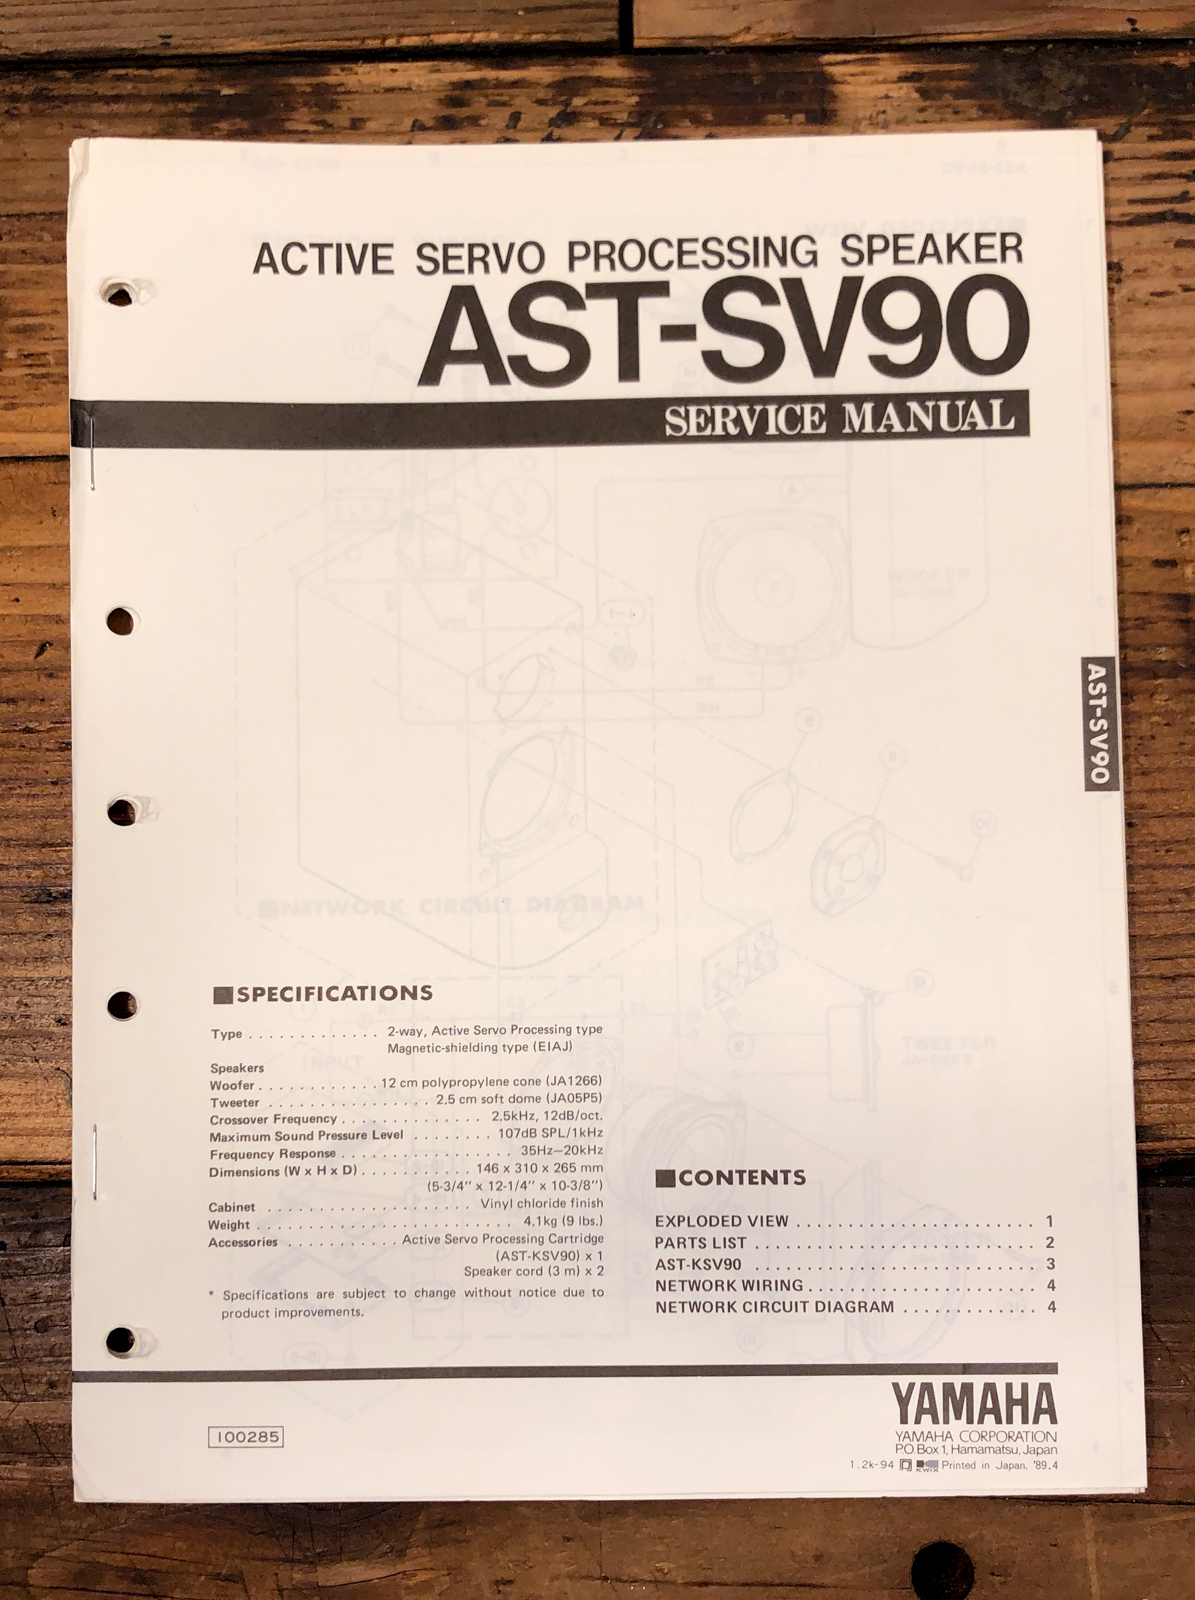 ACTIVE SERVO PROCESSING SPEAKER
AST-SV90
SERVICE MANUAL
AST-SV90
■SPECIFICATIONS
Type . . . . . . . . . . . . . 2-way, Active Servo Processing type
Magnetic-shielding type (EIAJ)
Speakers
Woofer . . . . . . . . . . . . 12 cm polypropylene cone (JA1266)
Tweeter . . . . . . . . . . . . . . . . 2.5 cm soft dome (JA05P5)
Crossover Frequency . . . . . . . . . . . . . . 2.5kHz, 12dB/oct.
Maximum Sound Pressure Level . . . . . . . . 107dB SPL/1kHz
Frequency Response . . . . . . . . . . . . . . . . . 35Hz–20kHz
Dimensions (W x H x D) . . . . . . . . . . . 146 x 310 x 265 mm
(5-3/4" x 12-1/4" x 10-3/8")
Cabinet . . . . . . . . . . . . . . . . . . . . Vinyl chloride finish
Weight . . . . . . . . . . . . . . . . . . . . . . . . . 4.1kg (9 lbs.)
Accessories . . . . . . . . . . . Active Servo Processing Cartridge
(AST-KSV90) x 1
Speaker cord (3 m) x 2
* Specifications are subject to change without notice due to
product improvements.
■CONTENTS
EXPLODED VIEW . . . . . . . . . . . . . . . . . . . . . . . 1
PARTS LIST . . . . . . . . . . . . . . . . . . . . . . . . . . . 2
AST-KSV90 . . . . . . . . . . . . . . . . . . . . . . . . . . . 3
NETWORK WIRING . . . . . . . . . . . . . . . . . . . . . . 4
NETWORK CIRCUIT DIAGRAM . . . . . . . . . . . . . 4
100285
YAMAHA
YAMAHA CORPORATION
P.O.Box 1, Hamamatsu, Japan
1.2k-94 KWIX Printed in Japan. '89.4